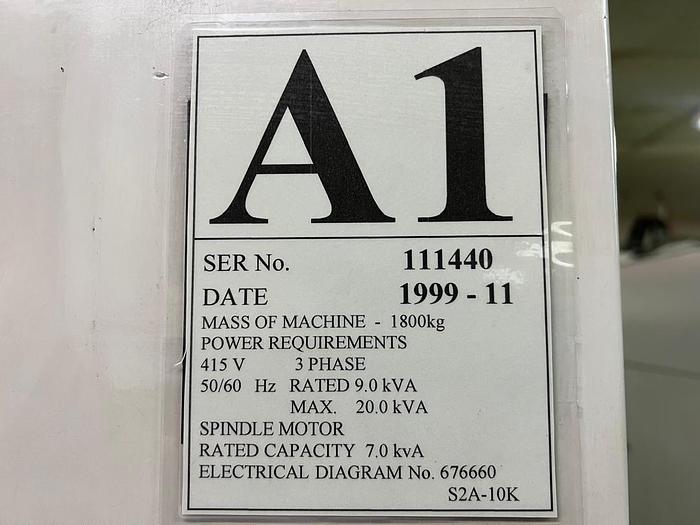 A1
SER No. 111440
DATE 1999 - 11
MASS OF MACHINE - 1800kg
POWER REQUIREMENTS
415 V 3 PHASE
50/60 Hz RATED 9.0 kVA
MAX. 20.0 kVA
SPINDLE MOTOR
RATED CAPACITY 7.0 kvA
ELECTRICAL DIAGRAM No. 676660
S2A-10K